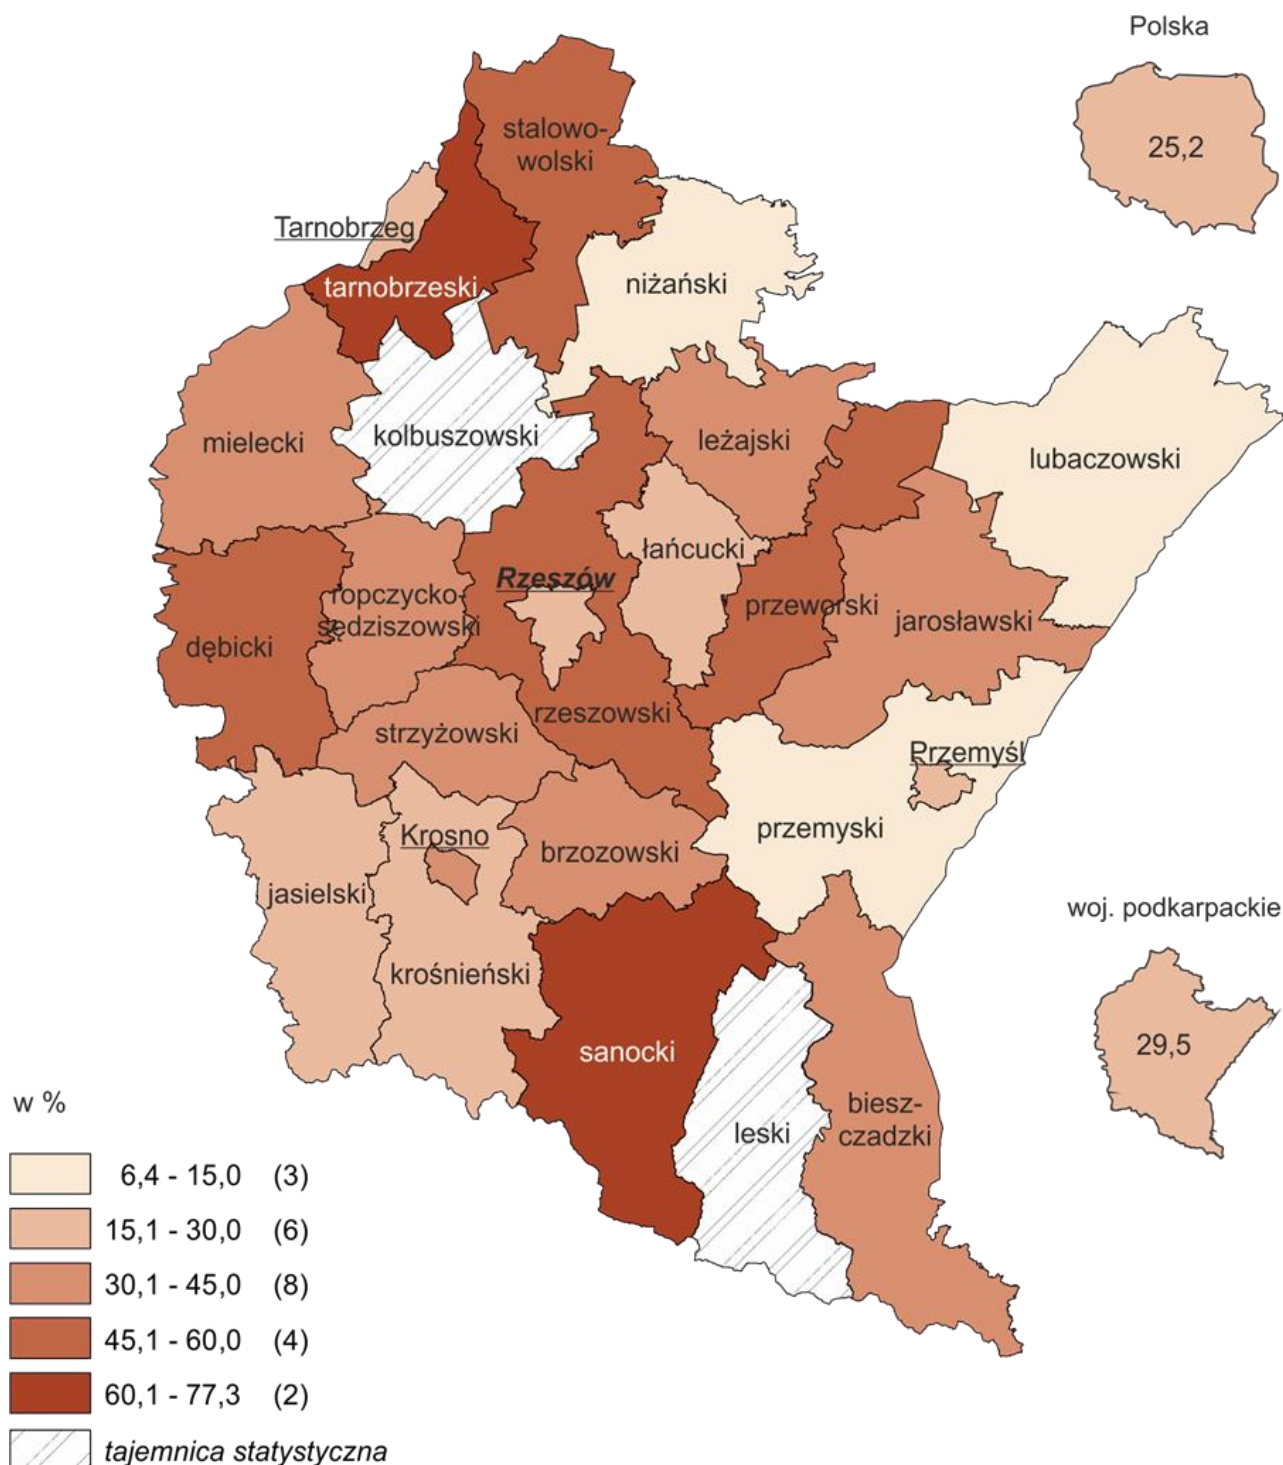 Polska
25,2
stalowo-
wolski
Tarnobrzeg
tarnobrzeski
niżański
mielecki
kolbuszowski
leżajski
lubaczowski
łańcucki
Rzeszów
ropczycko-
sędziszowski
przeworski
jarosławski
dębicki
rzeszowski
strzyżowski
Przemyśl
przemyski
Krosno
brzozowski
jasielski
woj. podkarpackie
29,5
krośnieński
sanocki
leski
biesz-
czadzki
w %
6,4 - 15,0 (3)
15,1 - 30,0 (6)
30,1 - 45,0 (8)
45,1 - 60,0 (4)
60,1 - 77,3 (2)
tajemnica statystyczna